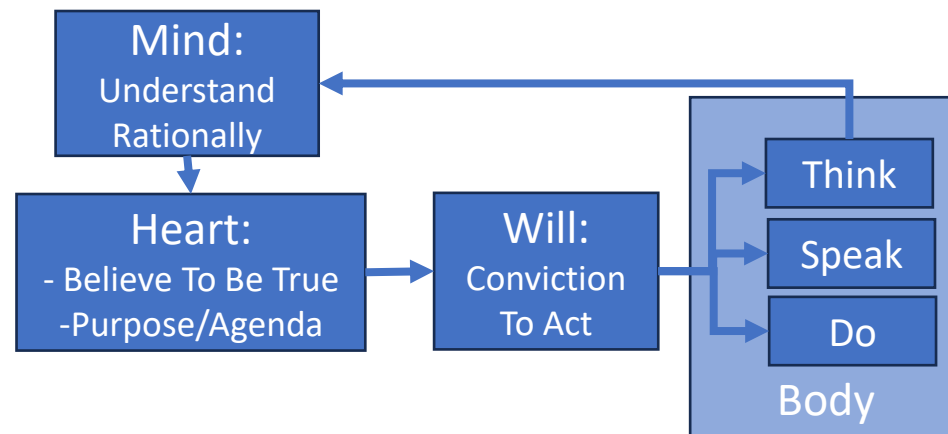 Mind:
Understand
Rationally
Heart:
- Believe To Be True
-Purpose/Agenda
Will:
Conviction
To Act
Think
Speak
Do
Body